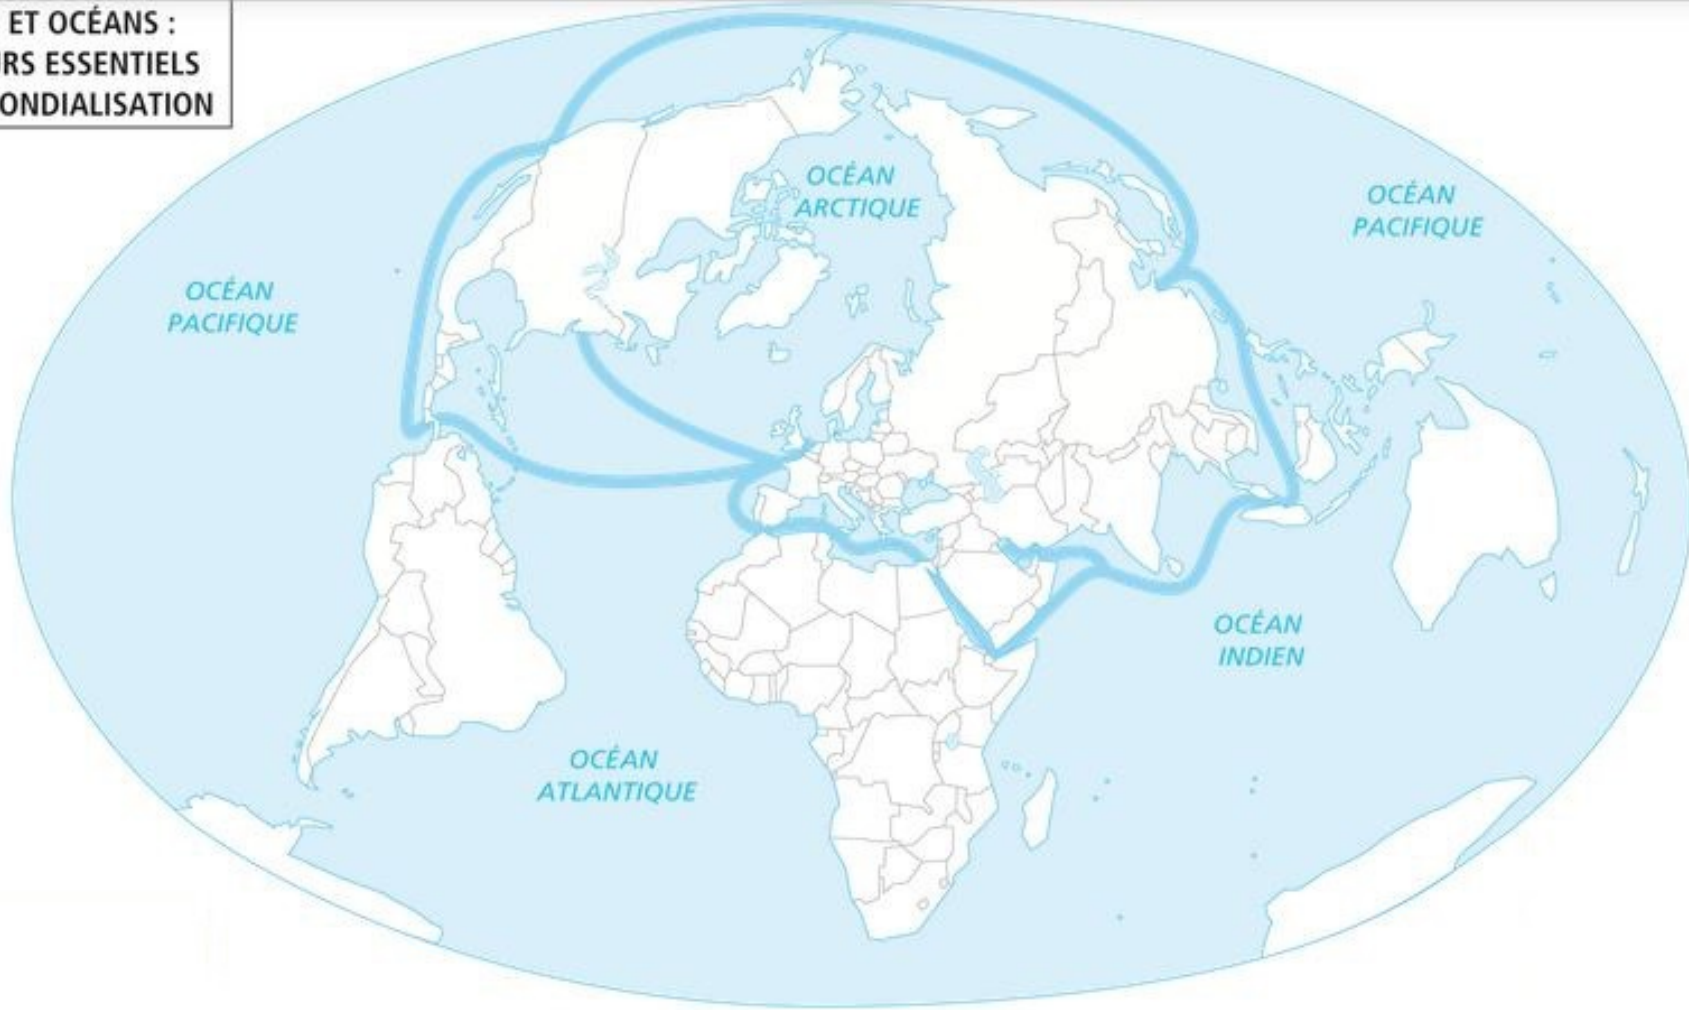 ET OCÉANS :
RS ESSENTIELS
ONDIALISATION
OCÉAN
ARCTIQUE
OCÉAN
PACIFIQUE
OCÉAN
PACIFIQUE
OCÉAN
INDIEN
OCÉAN
ATLANTIQUE